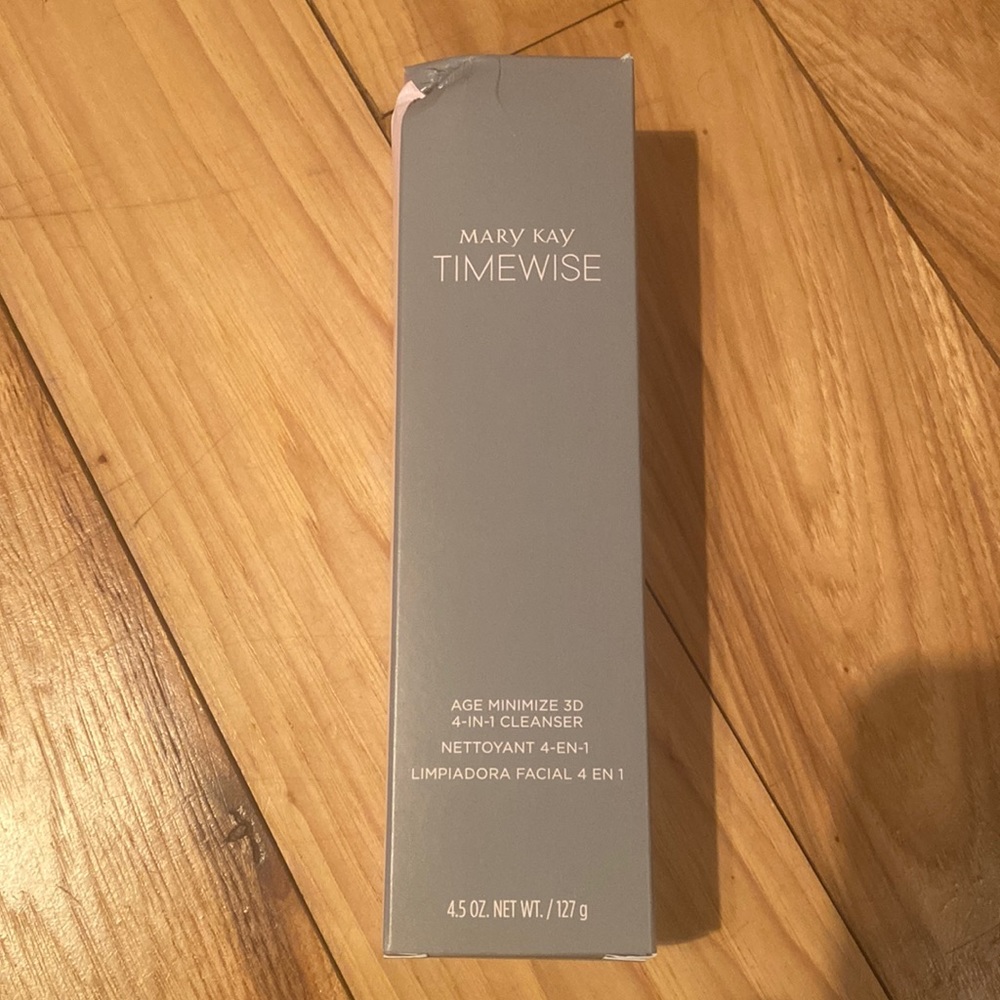 MARY KAY
TIMEWISE
AGE MINIMIZE 3D
4-IN-1 CLEANSER
NETTOYANT 4-EN-1
LIMPIADORA FACIAL 4 EN 1
4.5 OZ. NET WT. / 127 g